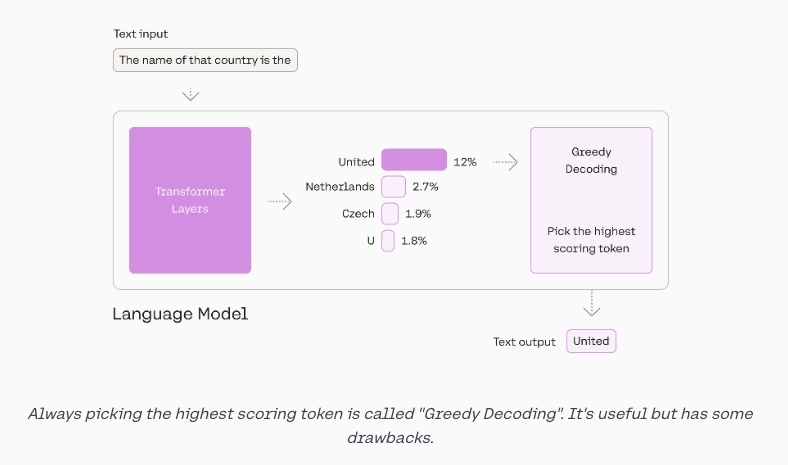 Text input
The name of that country is the
Transformer
Layers
United 12%
Netherlands 2.7%
Czech 1.9%
U 1.8%
Greedy
Decoding
Pick the highest
scoring token
Language Model
Text output United
Always picking the highest scoring token is called "Greedy Decoding". It's useful but has some
drawbacks.